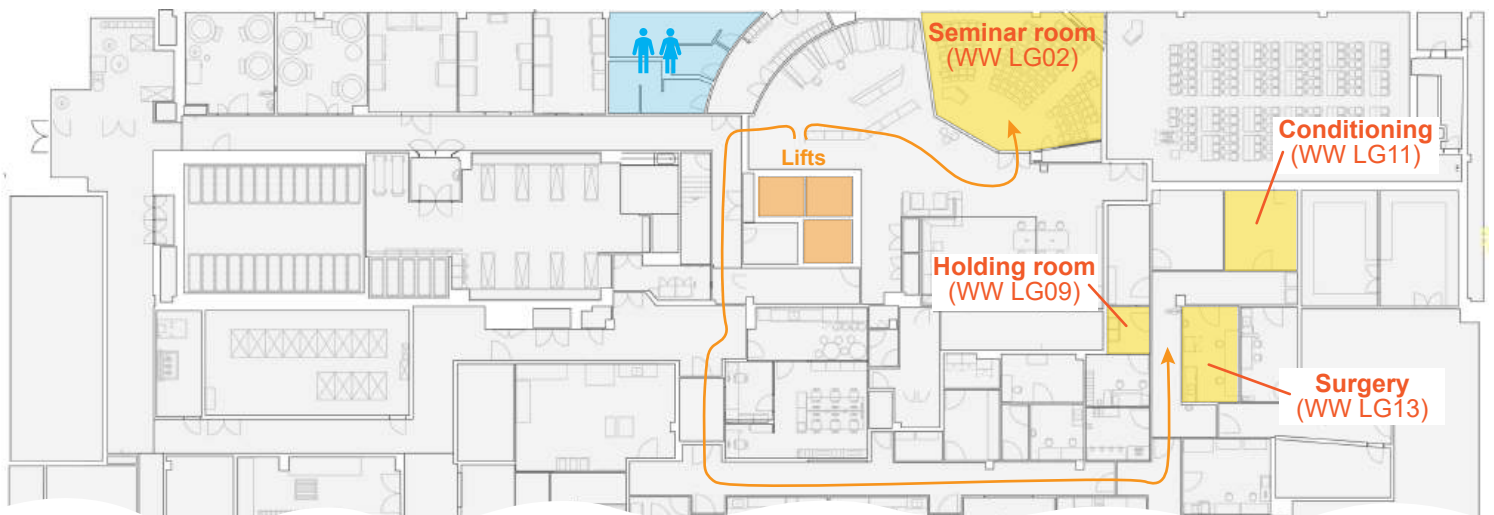 Seminar room
(WW LG02)
Conditioning
(WW LG11)
Lifts
Holding room
(WW LG09)
Surgery
(WW LG13)